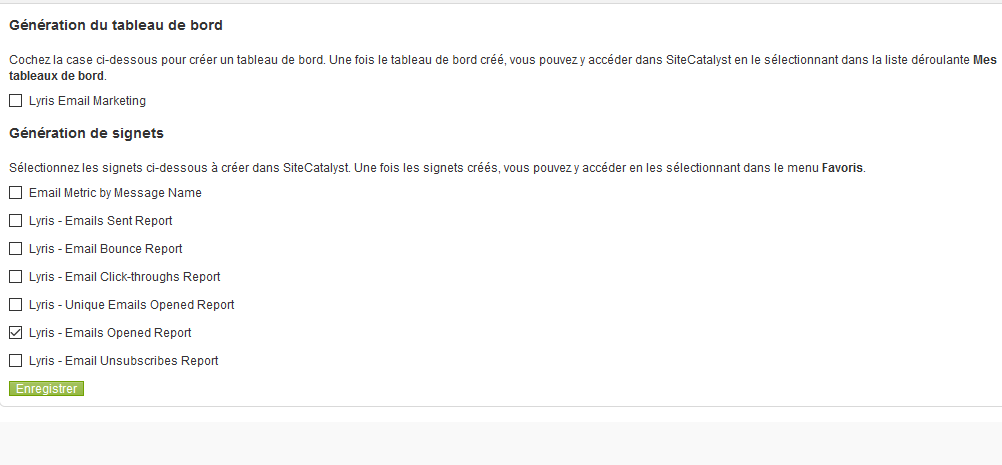 Génération du tableau de bord
Cochez la case ci-dessous pour créer un tableau de bord. Une fois le tableau de bord créé, vous pouvez y accéder dans SiteCatalyst en le sélectionnant dans la liste déroulante Mes
tableaux de bord.
Lyris Email Marketing
Génération de signets
Sélectionnez les signets ci-dessous à créer dans SiteCatalyst. Une fois les signets créés, vous pouvez y accéder en les sélectionnant dans le menu Favoris.
Email Metric by Message Name
Lyris - Emails Sent Report
Lyris - Email Bounce Report
Lyris - Email Click-throughs Report
Lyris - Unique Emails Opened Report
Lyris - Emails Opened Report
Lyris - Email Unsubscribes Report
Enregistrer